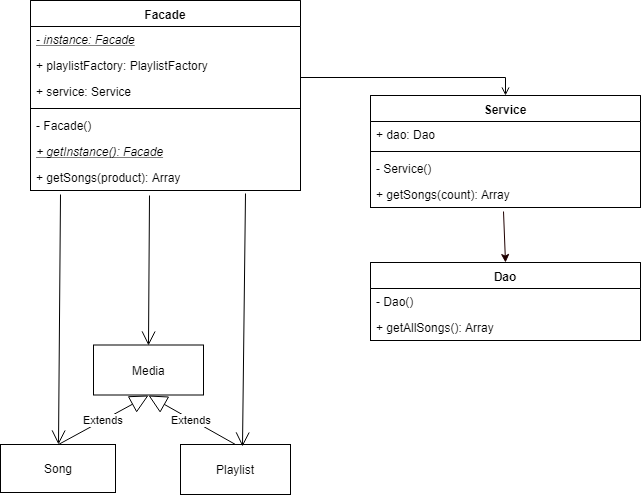 Facade
- instance: Facade
+ playlistFactory: PlaylistFactory
+ service: Service
- Facade()
+ getInstance(): Facade
+ getSongs(product): Array
Service
+ dao: Dao
- Service()
+ getSongs(count): Array
Dao
- Dao()
+ getAllSongs(): Array
Media
Extends
Extends
Song
Playlist